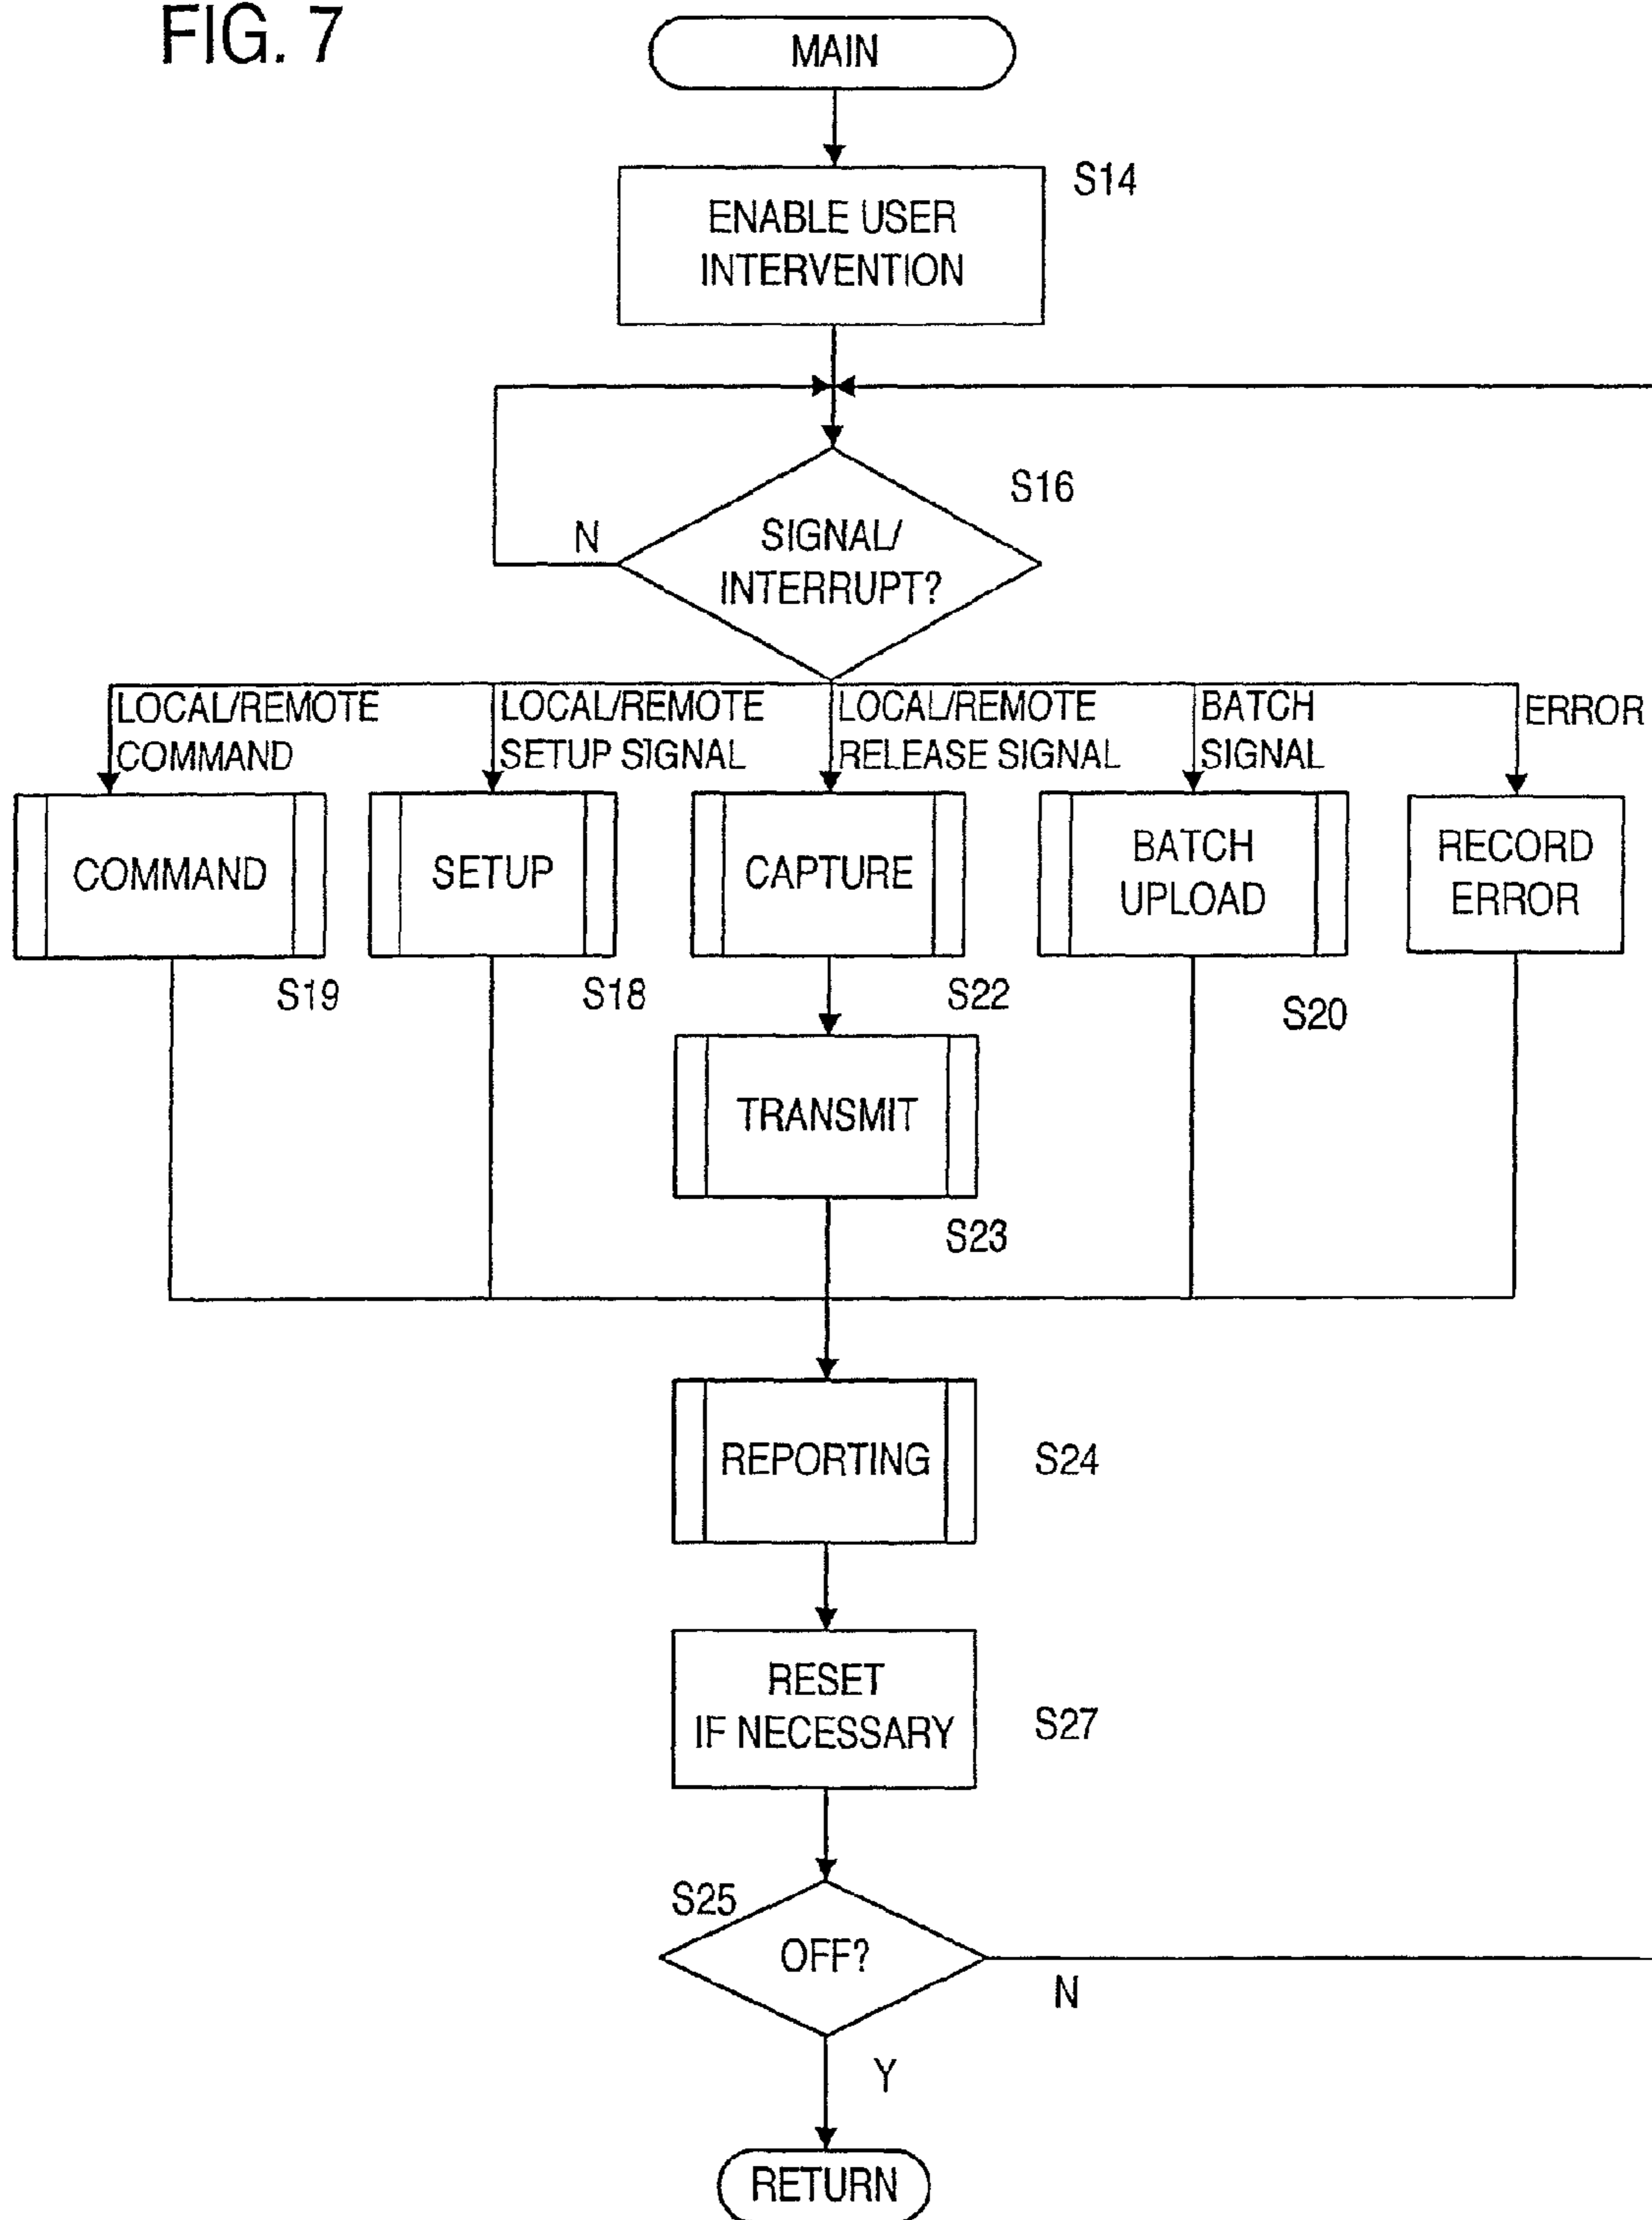 FIG. 7
MAIN
ENABLE USER
INTERVENTION
S14
S16
N
SIGNAL/
INTERRUPT?
LOCAL/REMOTE
COMMAND
LOCAL/REMOTE
SETUP SIGNAL
LOCAL/REMOTE
RELEASE SIGNAL
BATCH
SIGNAL
ERROR
COMMAND
SETUP
CAPTURE
BATCH
UPLOAD
RECORD
ERROR
S19
S18
S22
S20
TRANSMIT
S23
REPORTING
S24
RESET
IF NECESSARY
S27
S25
OFF?
N
Y
RETURN